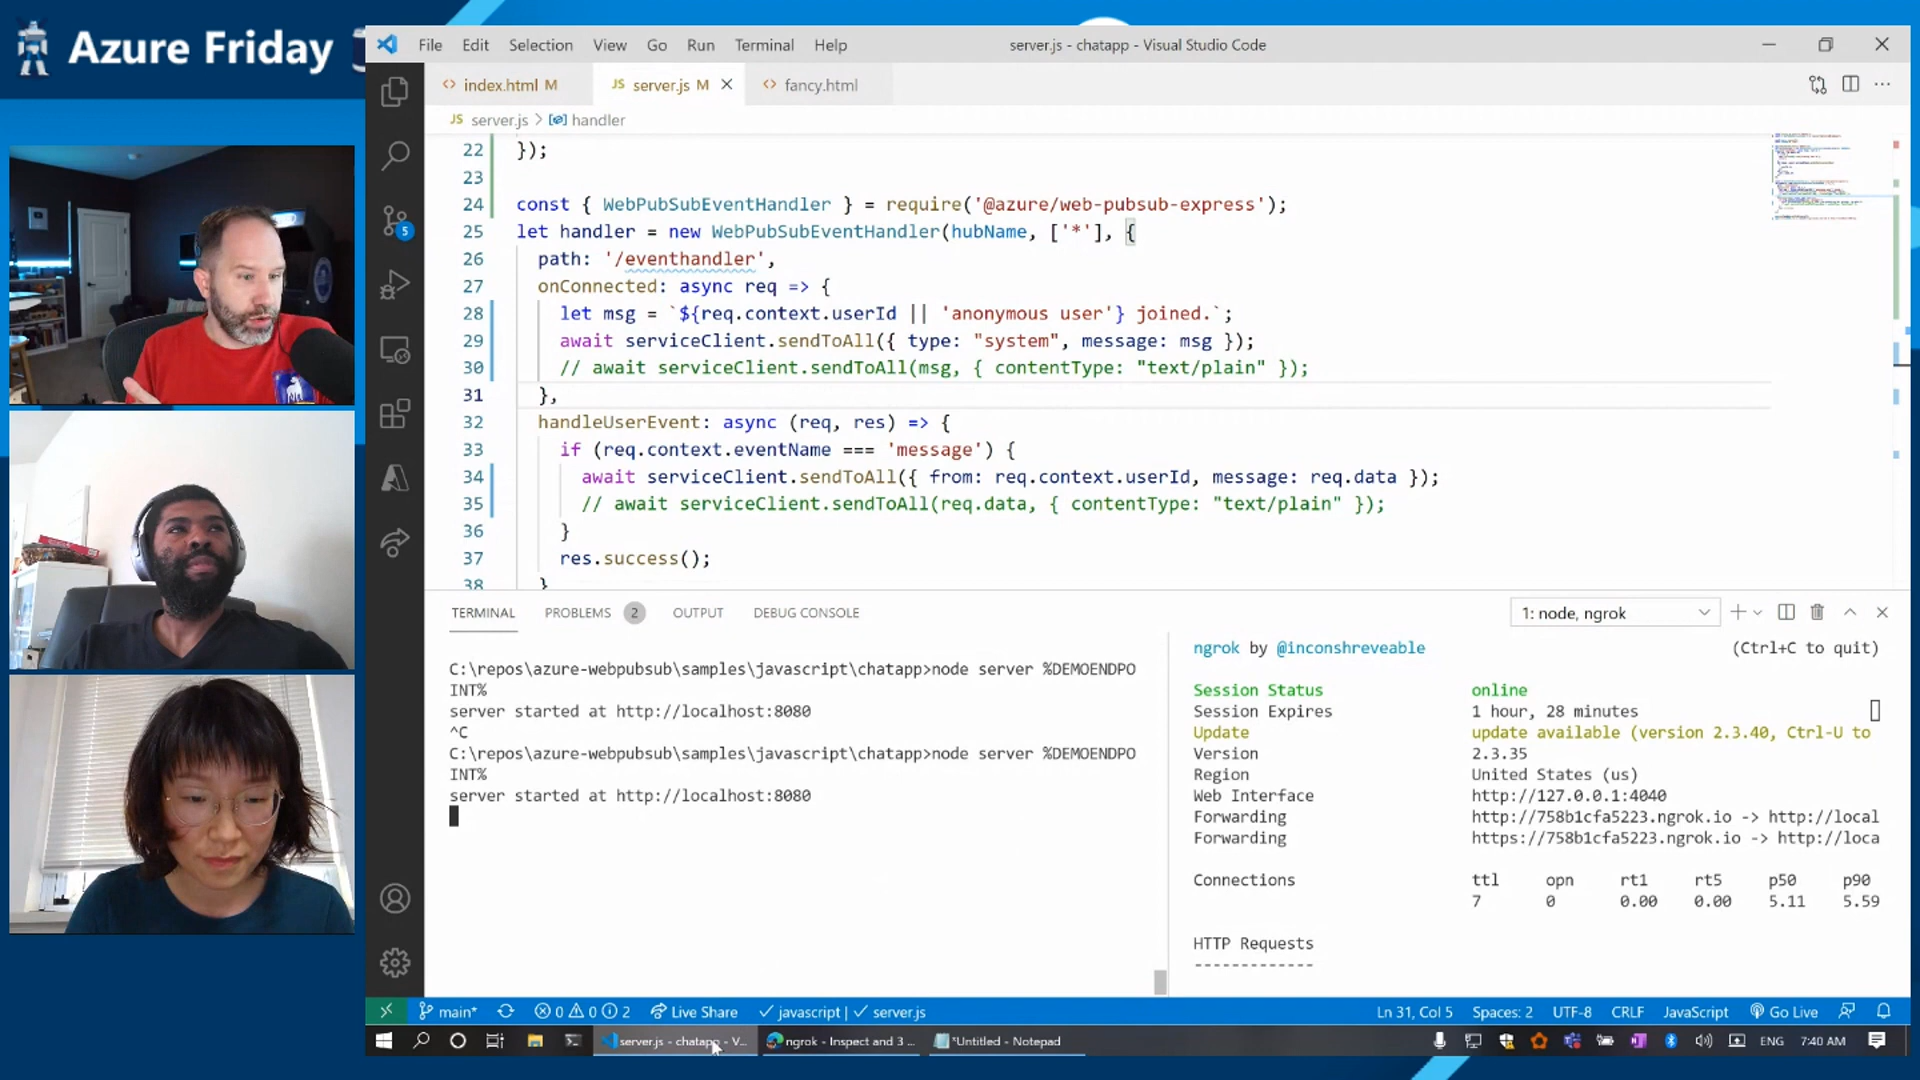 Azure Friday
File Edit Selection View Go Run Terminal Help
server.js - chatapp - Visual Studio Code
index.html M
JS server.js M
fancy.html
JS server.js > handler
22 });
23
24 const { WebPubSubEventHandler } = require('@azure/web-pubsub-express');
25 let handler = new WebPubSubEventHandler(hubName, ['*'], {
26 path: '/eventhandler',
27 onConnected: async req => {
28 let msg = `${req.context.userId || 'anonymous user'} joined.`;
29 await serviceClient.sendToAll({ type: "system", message: msg });
30 // await serviceClient.sendToAll(msg, { contentType: "text/plain" });
31 },
32 handleUserEvent: async (req, res) => {
33 if (req.context.eventName === 'message') {
34 await serviceClient.sendToAll({ from: req.context.userId, message: req.data });
35 // await serviceClient.sendToAll(req.data, { contentType: "text/plain" });
36 }
37 res.success();
38 }
5
TERMINAL PROBLEMS 2 OUTPUT DEBUG CONSOLE
1: node, ngrok
C:\repos\azure-webpubsub\samples\javascript\chatapp>node server %DEMOENDPO
INT%
server started at http://localhost:8080
^C
C:\repos\azure-webpubsub\samples\javascript\chatapp>node server %DEMOENDPO
INT%
server started at http://localhost:8080
ngrok by @inconshreveable (Ctrl+C to quit)
Session Status online
Session Expires 1 hour, 28 minutes
Update update available (version 2.3.40, Ctrl-U to
Version 2.3.35
Region United States (us)
Web Interface http://127.0.0.1:4040
Forwarding http://758b1cfa5223.ngrok.io -> http://local
Forwarding https://758b1cfa5223.ngrok.io -> http://loca
Connections ttl opn rt1 rt5 p50 p90
7 0 0.00 0.00 5.11 5.59
HTTP Requests
-------------
main* 0 0 2 Live Share javascript | server.js
Ln 31, Col 5 Spaces: 2 UTF-8 CRLF JavaScript Go Live
server.js - chatapp - V...
ngrok - Inspect and 3 ...
*Untitled - Notepad
ENG 7:40 AM